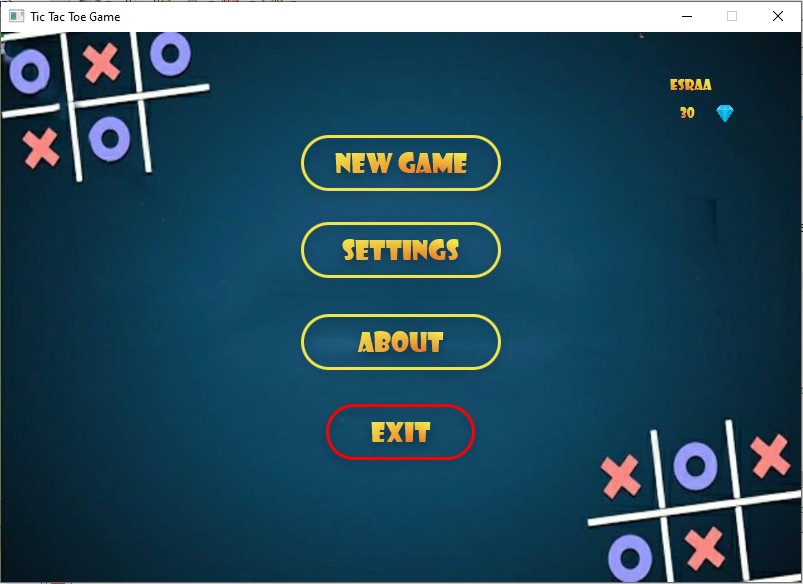 Tic Tac Toe Game
ESRAA
30
NEW GAME
SETTINGS
ABOUT
EXIT